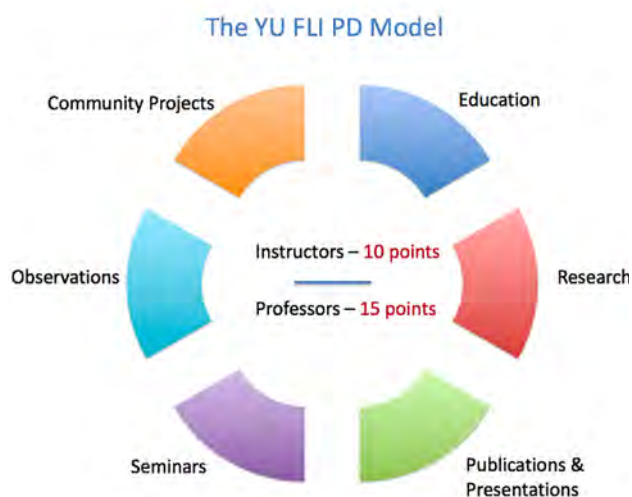 The YU FLI PD Model
Community Projects
Education
Observations
Instructors – 10 points
Professors – 15 points
Research
Seminars
Publications &
Presentations